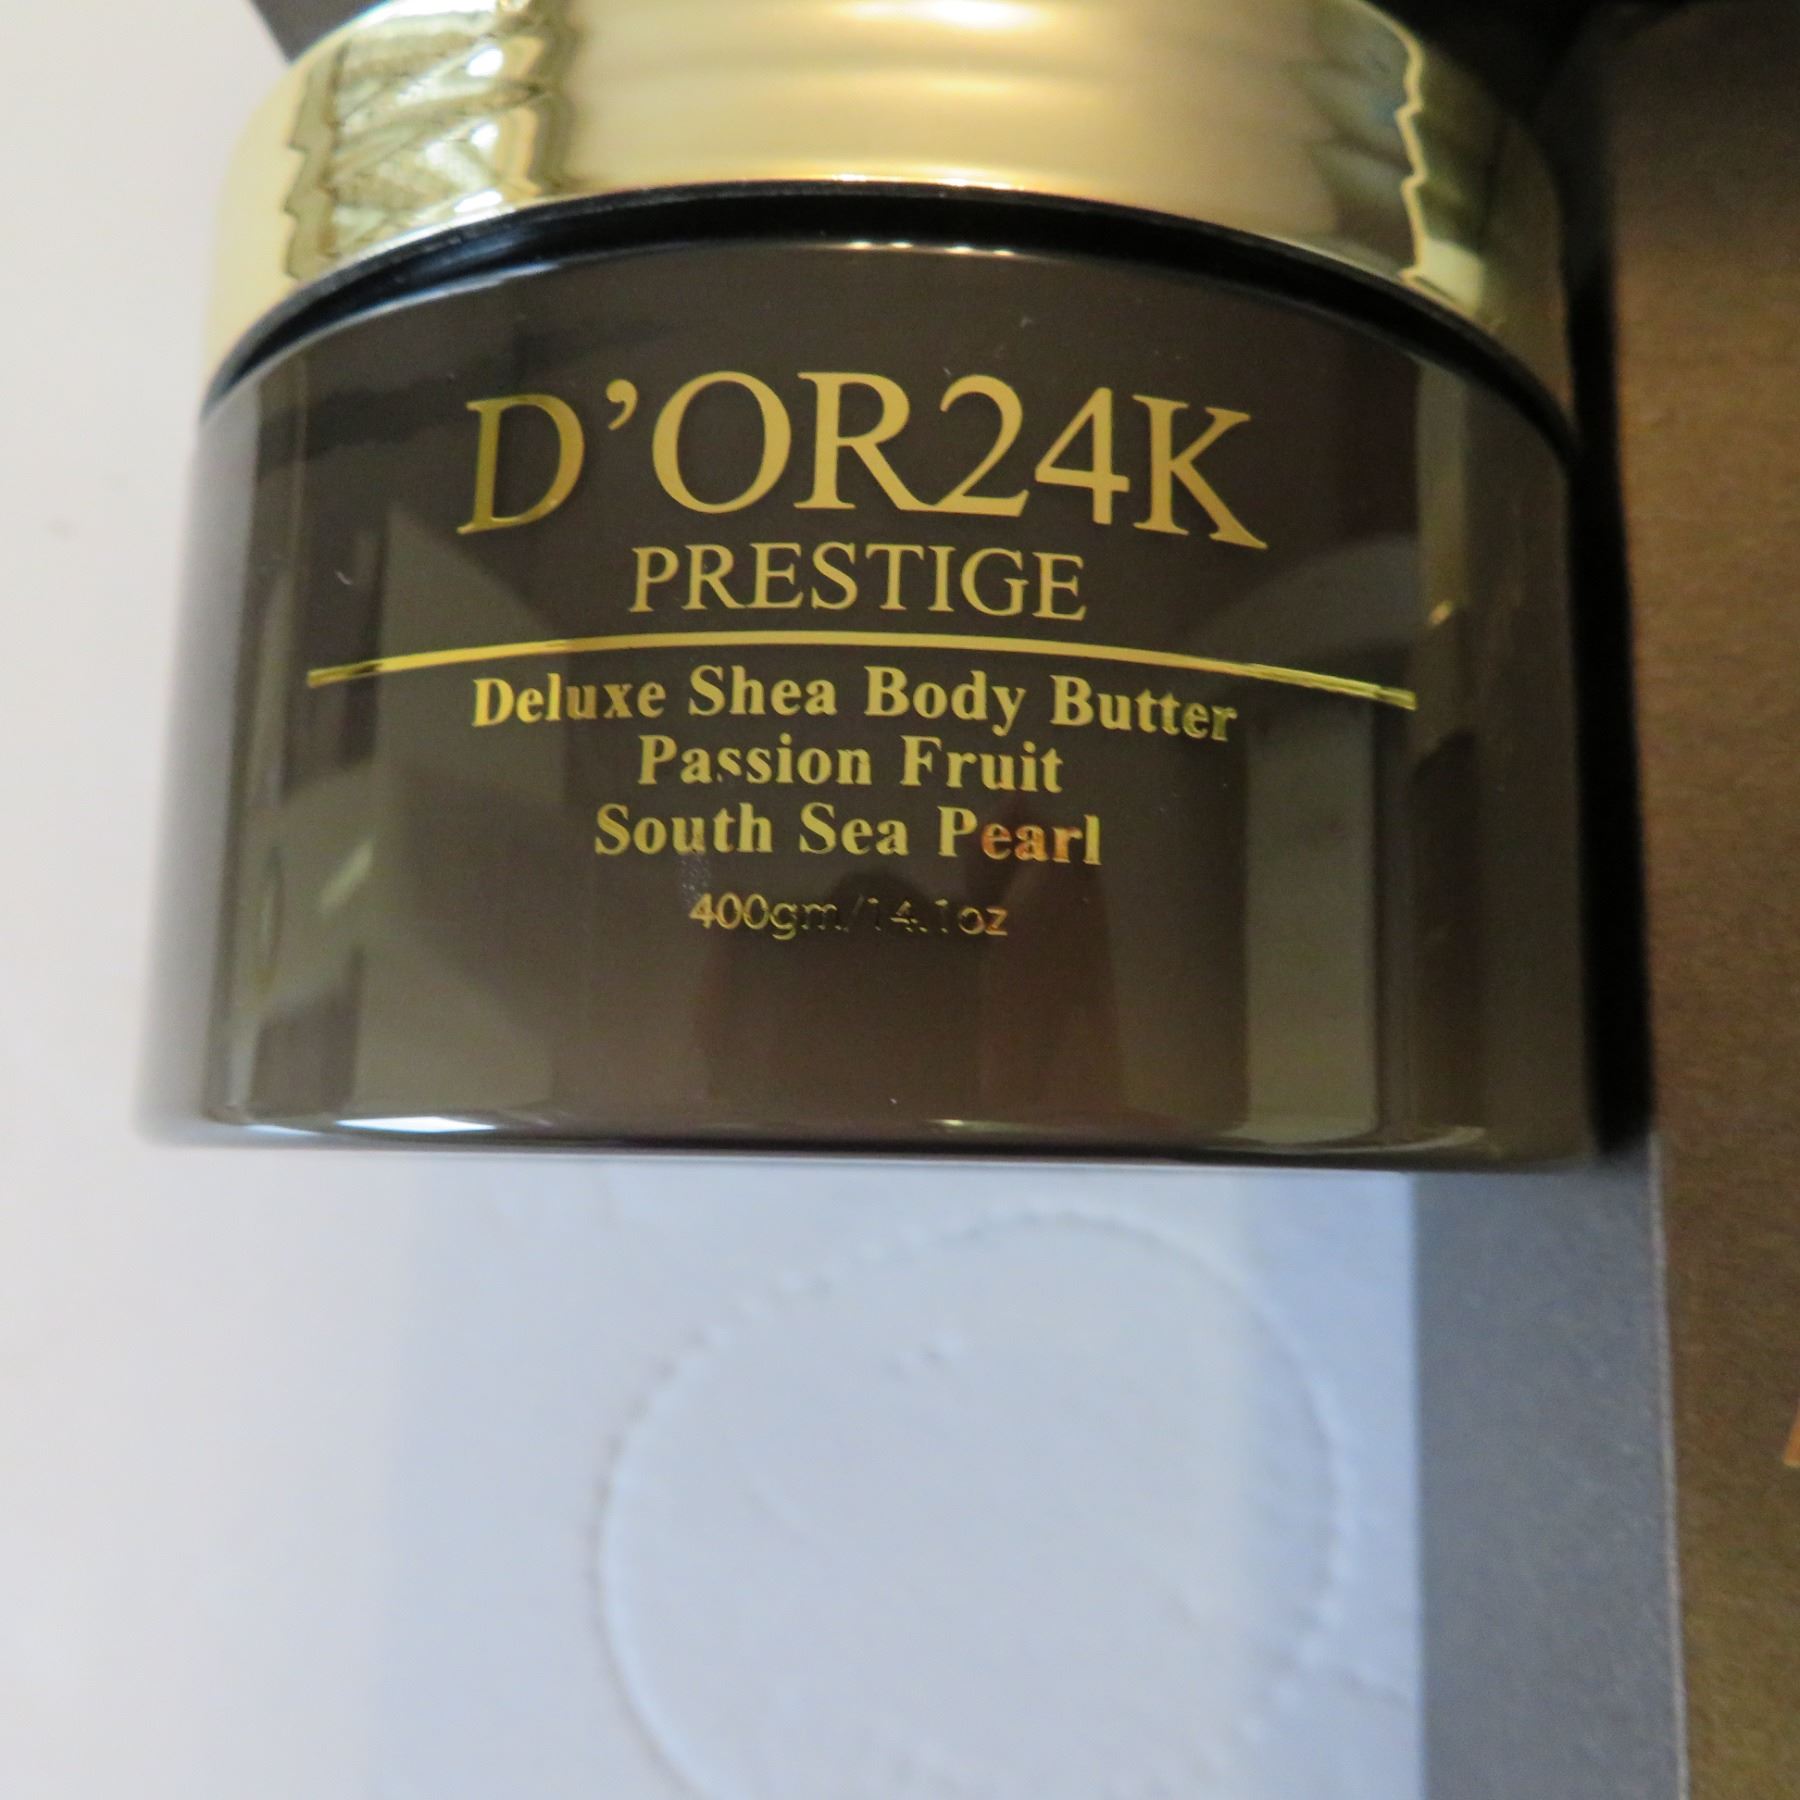 D'OR24K
PRESTIGE
Deluxe Shea Body Butter
Passion Fruit
South Sea Pearl
400gm/14.1oz